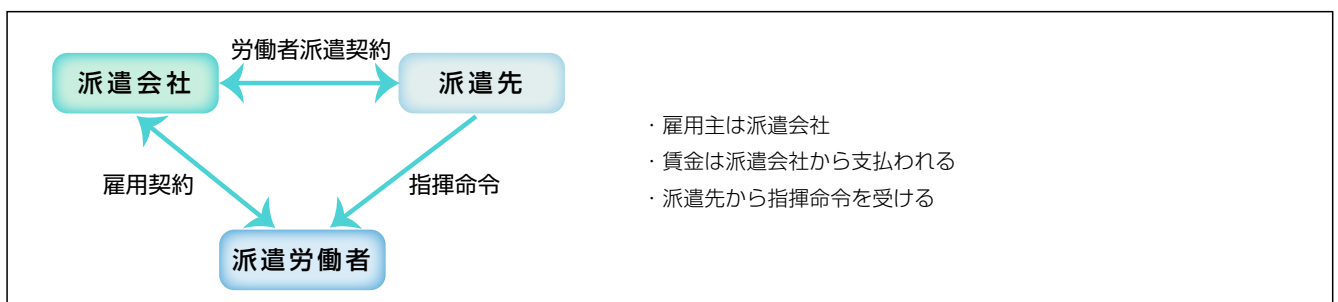 労働者派遣契約
派遣会社
派遣先
・雇用主は派遣会社
・賃金は派遣会社から支払われる
・派遣先から指揮命令を受ける
雇用契約
指揮命令
派遣労働者